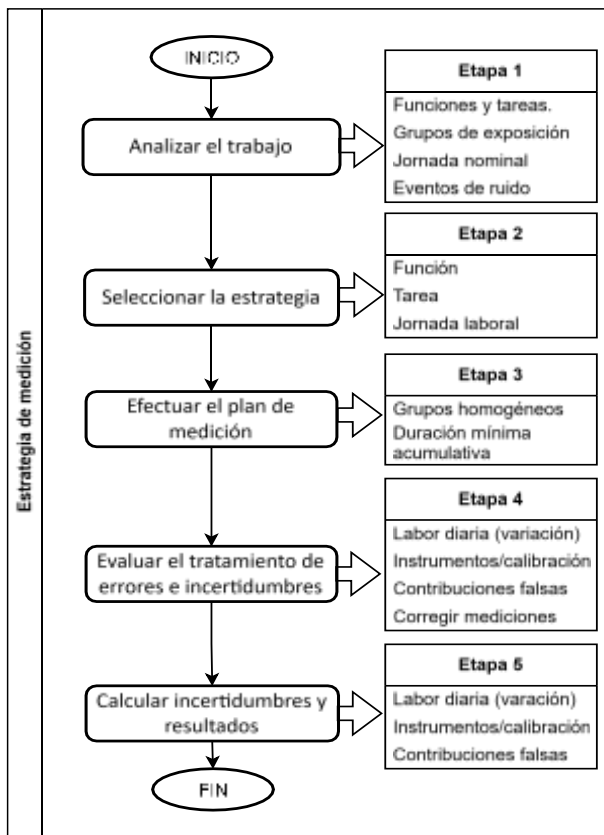 Estrategia de medición
INICIO
Analizar el trabajo
Etapa 1
Funciones y tareas.
Grupos de exposición
Jornada nominal
Eventos de ruido
Seleccionar la estrategia
Etapa 2
Función
Tarea
Jornada laboral
Efectuar el plan de
medición
Etapa 3
Grupos homogéneos
Duración mínima
acumulativa
Evaluar el tratamiento de
errores e incertidumbres
Etapa 4
Labor diaria (variación)
Instrumentos/calibración
Contribuciones falsas
Corregir mediciones
Calcular incertidumbres y
resultados
Etapa 5
Labor diaria (varación)
Instrumentos/calibración
Contribuciones falsas
FIN